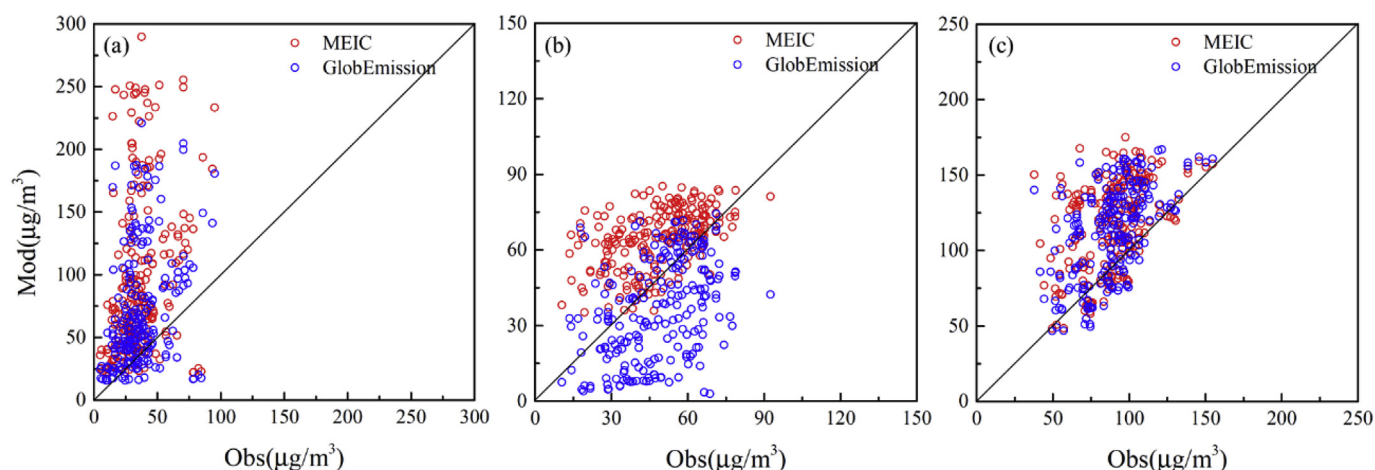 (a)
MEIC
GlobEmission
300
250
200
150
100
50
0
0 50 100 150 200 250 300
Mod(μg/m³)
Obs(μg/m³)
(b)
MEIC
GlobEmission
150
120
90
60
30
0
0 30 60 90 120 150
Obs(μg/m³)
(c)
MEIC
GlobEmission
250
200
150
100
50
0
0 50 100 150 200 250
Obs(μg/m³)